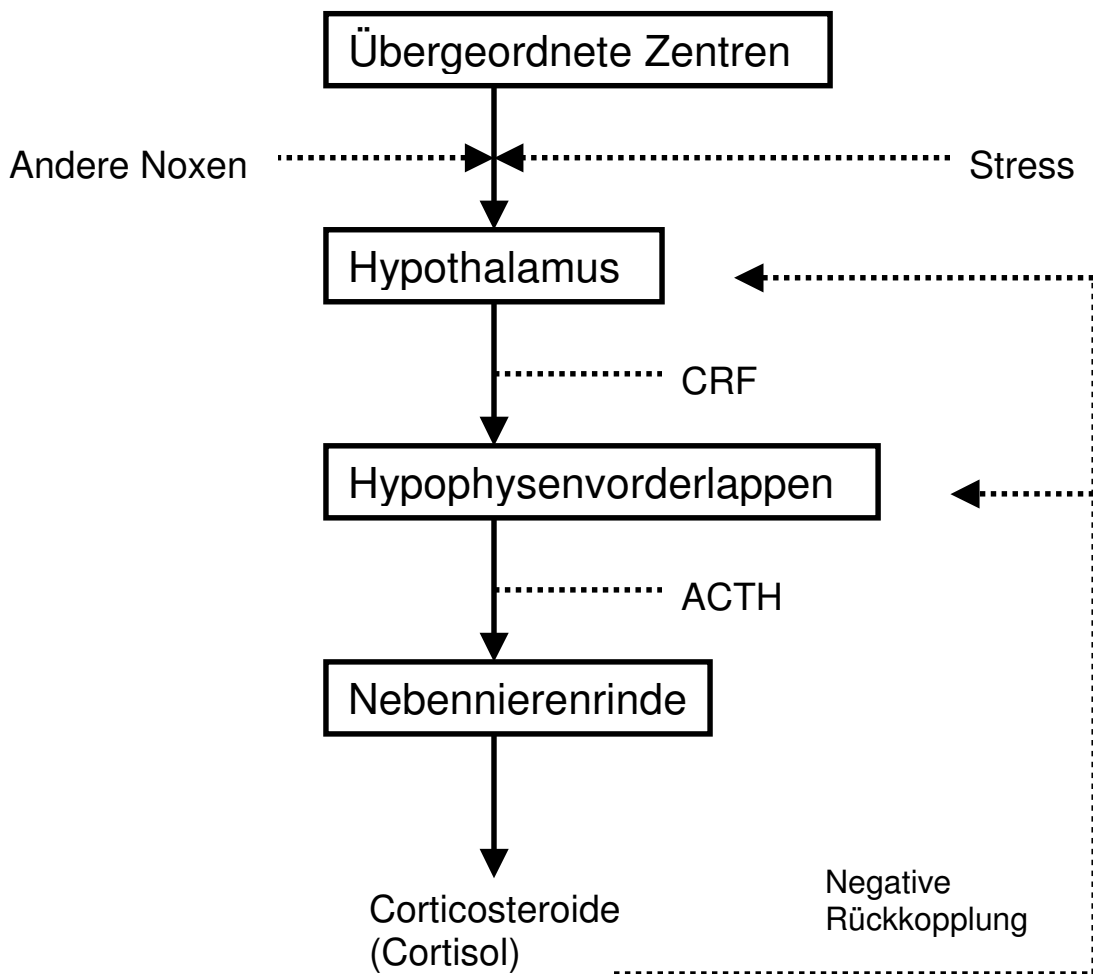 Übergeordnete Zentren
Andere Noxen
Stress
Hypothalamus
CRF
Hypophysenvorderlappen
ACTH
Nebennierenrinde
Corticosteroide
(Cortisol)
Negative
Rückkopplung